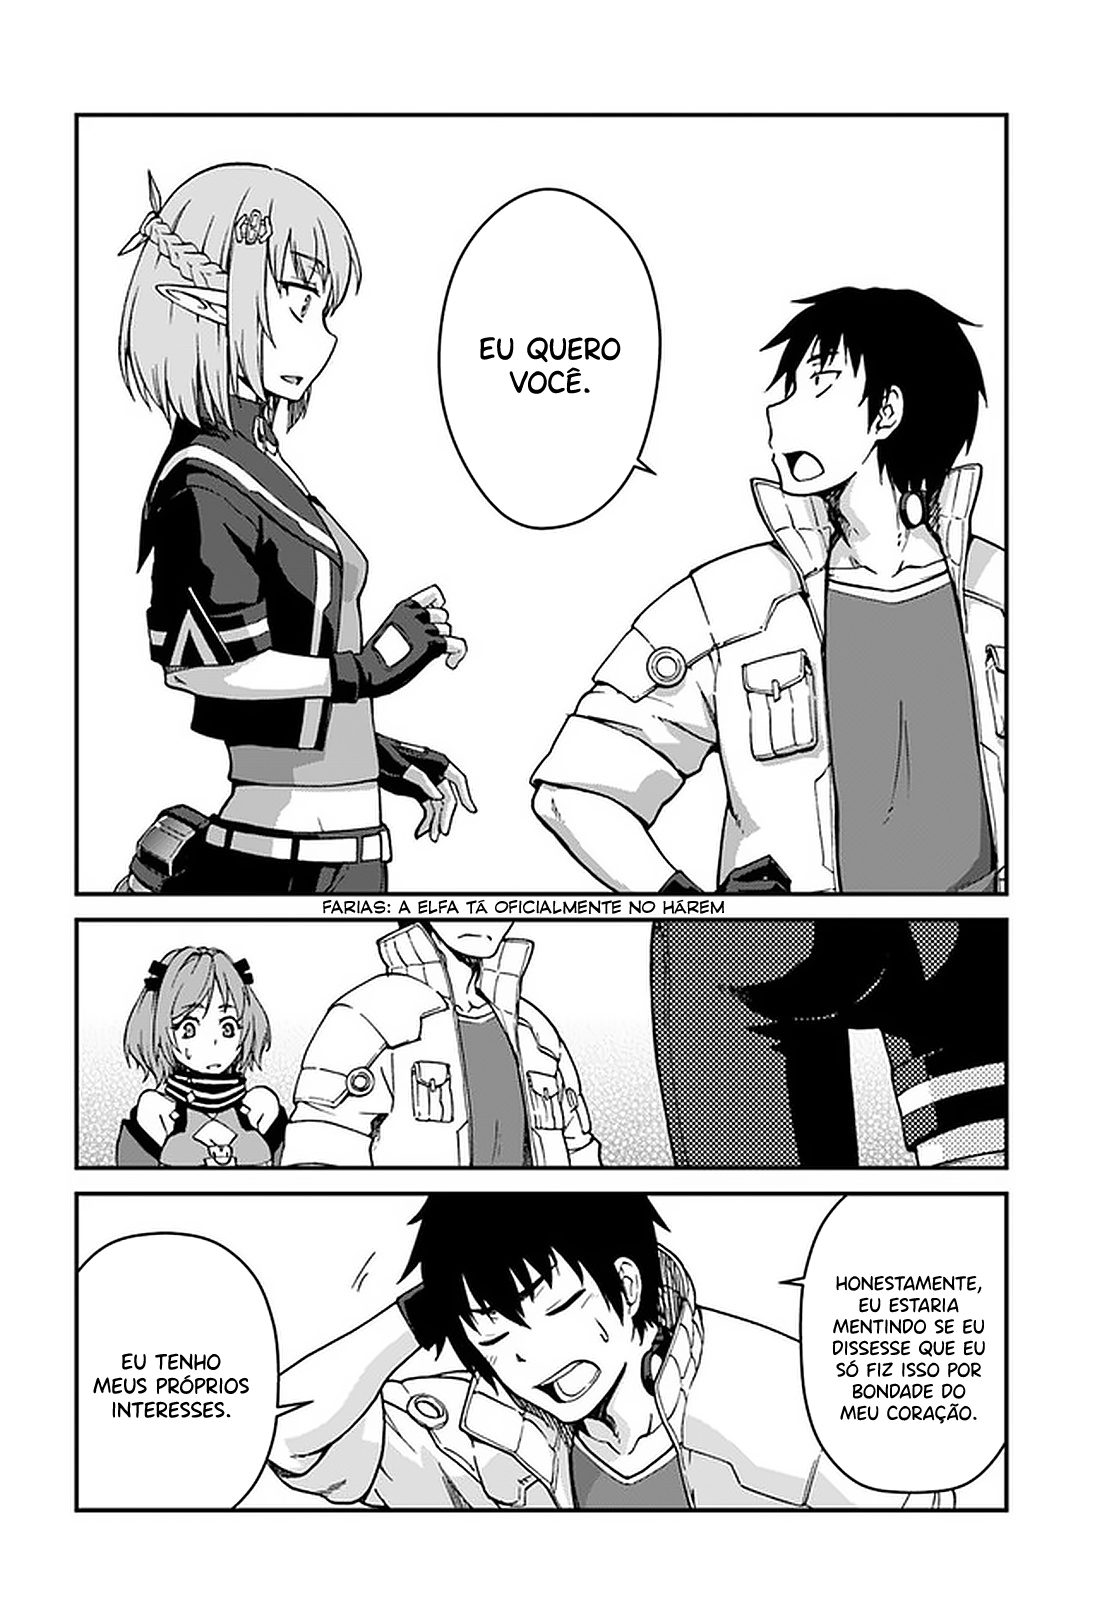 EU QUERO
VOCÊ.
FARIAS: A ELFA TÁ OFICIALMENTE NO HÁREM
HONESTAMENTE,
EU ESTARIA
MENTINDO SE EU
DISSESSE QUE EU
SÓ FIZ ISSO POR
BONDADE DO
MEU CORAÇÃO.
EU TENHO
MEUS PRÓPRIOS
INTERESSES.